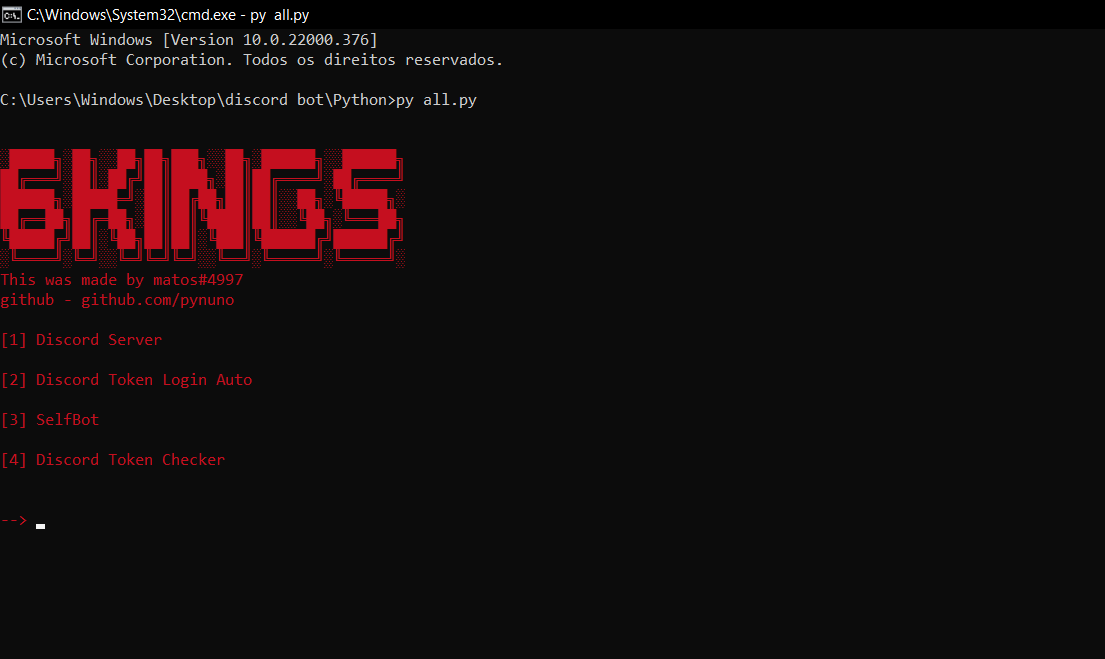 C:\Windows\System32\cmd.exe - py  all.py
Microsoft Windows [Version 10.0.22000.376]
(c) Microsoft Corporation. Todos os direitos reservados.
C:\Users\Windows\Desktop\discord bot\Python>py all.py
6KINGS
This was made by matos#4997
github - github.com/pynuno
[1] Discord Server
[2] Discord Token Login Auto
[3] SelfBot
[4] Discord Token Checker
-->